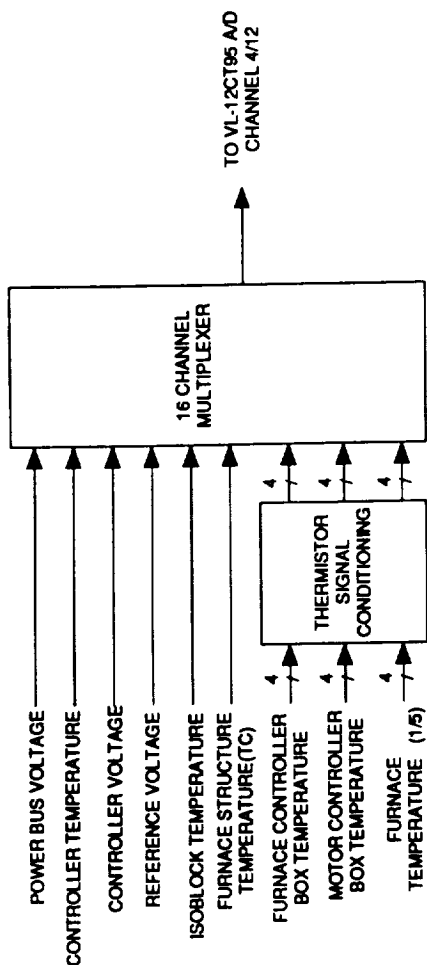 POWER BUS VOLTAGE
CONTROLLER TEMPERATURE
CONTROLLER VOLTAGE
REFERENCE VOLTAGE
ISOBLOCK TEMPERATURE
FURNACE STRUCTURE
TEMPERATURE(TC)
FURNACE CONTROLLER
BOX TEMPERATURE
MOTOR CONTROLLER
BOX TEMPERATURE
FURNACE
TEMPERATURE (1/5)
4
4
4
THERMISTOR
SIGNAL
CONDITIONING
4
4
4
16 CHANNEL
MULTIPLEXER
TO VL-12CT95 A/D
CHANNEL 4/12